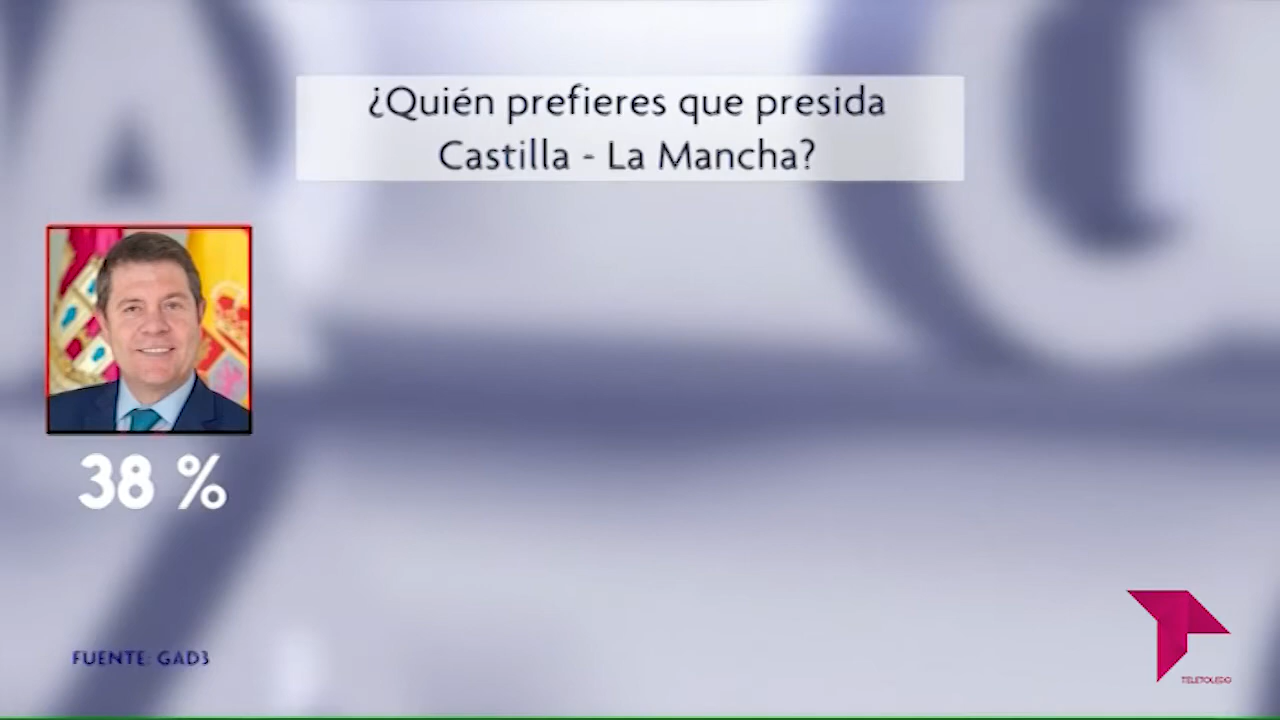 ¿Quién prefieres que presida
Castilla - La Mancha?
38 %
FUENTE: GAD3
TELETOLEDO